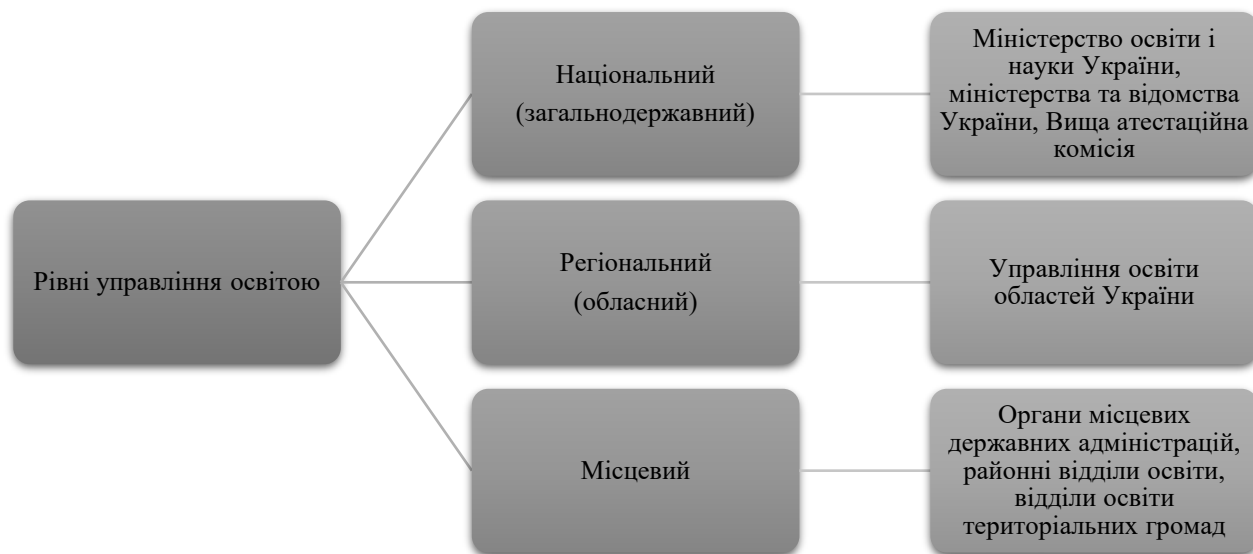 Рівні управління освітою
Національний
(загальнодержавний)
Міністерство освіти і
науки України,
міністерства та відомства
України, Вища атестаційна
комісія
Регіональний
(обласний)
Управління освіти
областей України
Місцевий
Органи місцевих
державних адміністрацій,
районні відділи освіти,
відділи освіти
територіальних громад